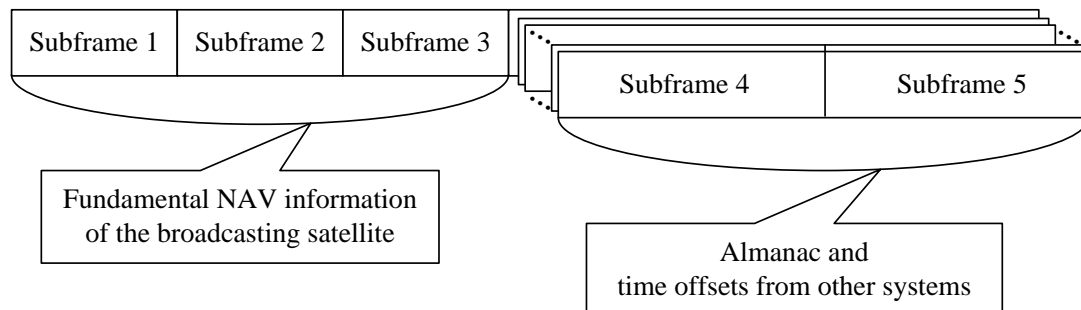 Subframe 1
Subframe 2
Subframe 3
Subframe 4
Subframe 5
Fundamental NAV information
of the broadcasting satellite
Almanac and
time offsets from other systems